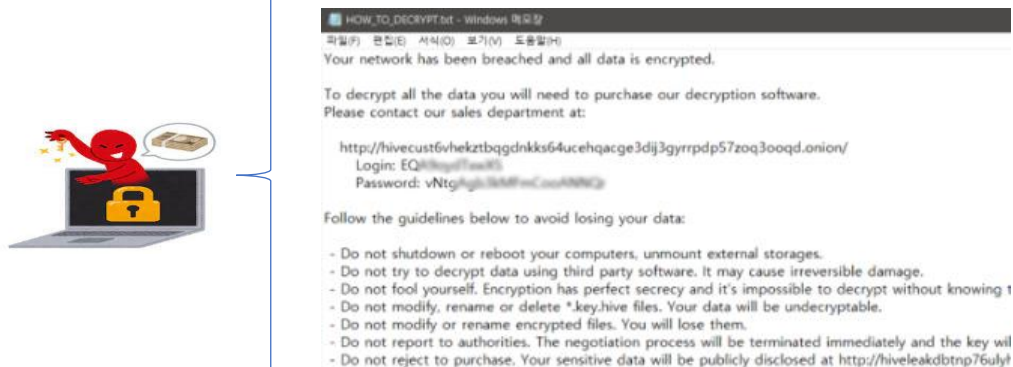 HOW_TO_DECRYPT.txt - Windows 메모장
파일(F) 편집(E) 서식(O) 보기(V) 도움말(H)
Your network has been breached and all data is encrypted.
To decrypt all the data you will need to purchase our decryption software.
Please contact our sales department at:
http://hivecust6vhekztbqgdnkks64ucehqacge3dij3gyrrpdp57zoq3ooqd.onion/
Login: EQ
Password: vNtg
Follow the guidelines below to avoid losing your data:
- Do not shutdown or reboot your computers, unmount external storages.
- Do not try to decrypt data using third party software. It may cause irreversible damage.
- Do not fool yourself. Encryption has perfect secrecy and it's impossible to decrypt without knowing t
- Do not modify, rename or delete *.key.hive files. Your data will be undecryptable.
- Do not modify or rename encrypted files. You will lose them.
- Do not report to authorities. The negotiation process will be terminated immediately and the key wil
- Do not reject to purchase. Your sensitive data will be publicly disclosed at http://hiveleakdbtnp76ulyh